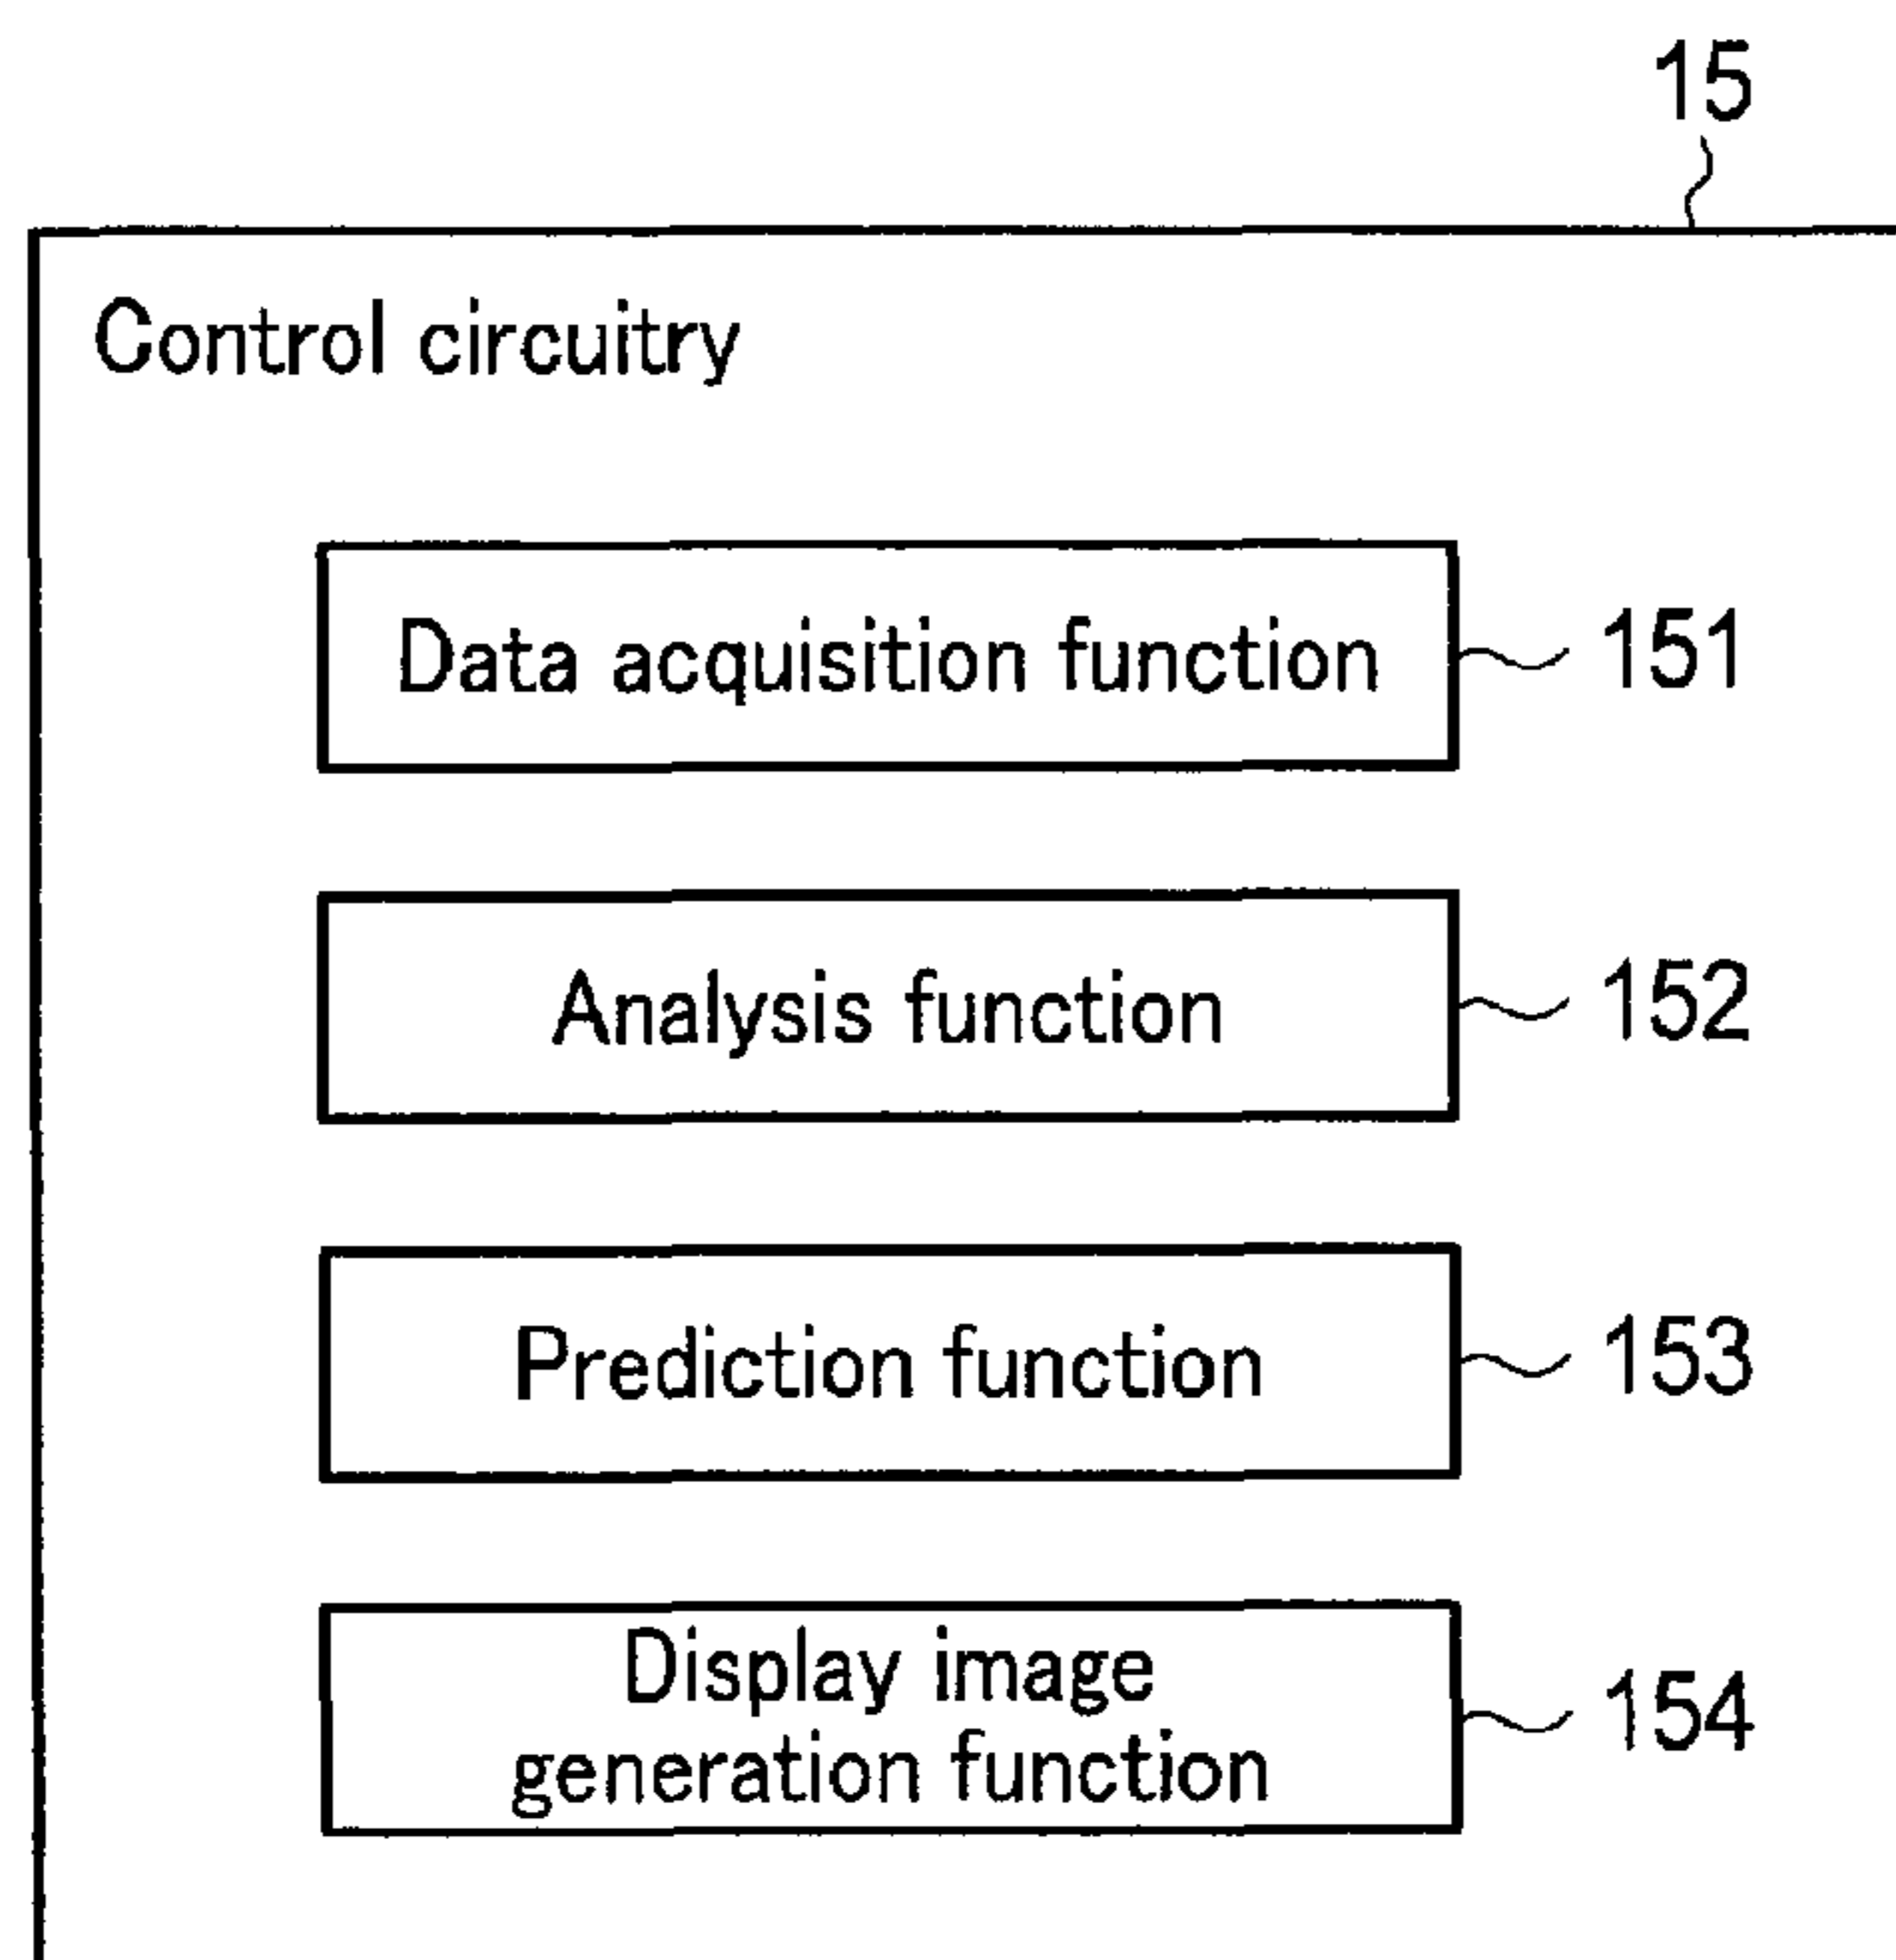 15
Control circuitry
Data acquisition function
151
Analysis function
152
Prediction function
153
Display image
generation function
154